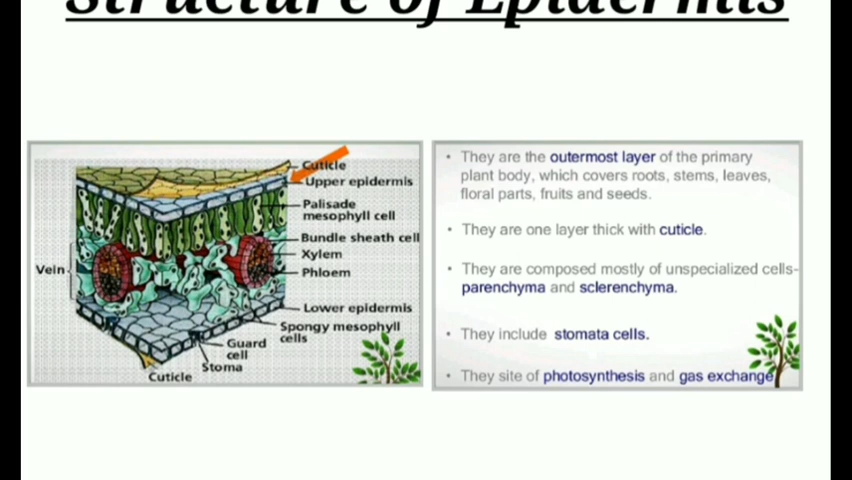 Structure of Epidermis
Cuticle
Upper epidermis
Palisade
mesophyll cell
Bundle sheath cell
Xylem
Phloem
Vein
Lower epidermis
Spongy mesophyll
cells
Guard
cell
Stoma
Cuticle
• They are the outermost layer of the primary
plant body, which covers roots, stems, leaves,
floral parts, fruits and seeds.
• They are one layer thick with cuticle.
• They are composed mostly of unspecialized cells-
parenchyma and sclerenchyma.
• They include stomata cells.
• They site of photosynthesis and gas exchange